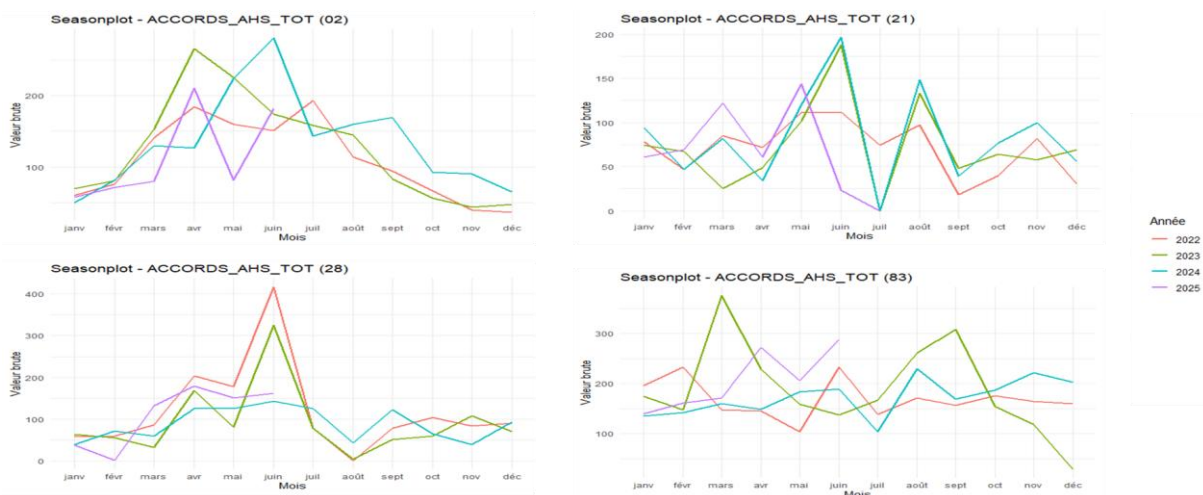 Seasonplot - ACCORDS_AHS_TOT (02)
Valeur brute
200
100
janv févr mars avr mai juin juil août sept oct nov déc
Mois
Seasonplot - ACCORDS_AHS_TOT (21)
Valeur brute
200
150
100
50
0
janv févr mars avr mai juin juil août sept oct nov déc
Mois
Seasonplot - ACCORDS_AHS_TOT (28)
Valeur brute
400
300
200
100
0
janv févr mars avr mai juin juil août sept oct nov déc
Mois
Seasonplot - ACCORDS_AHS_TOT (83)
Valeur brute
300
200
100
janv févr mars avr mai juin juil août sept oct nov déc
Mois
Année
2022
2023
2024
2025